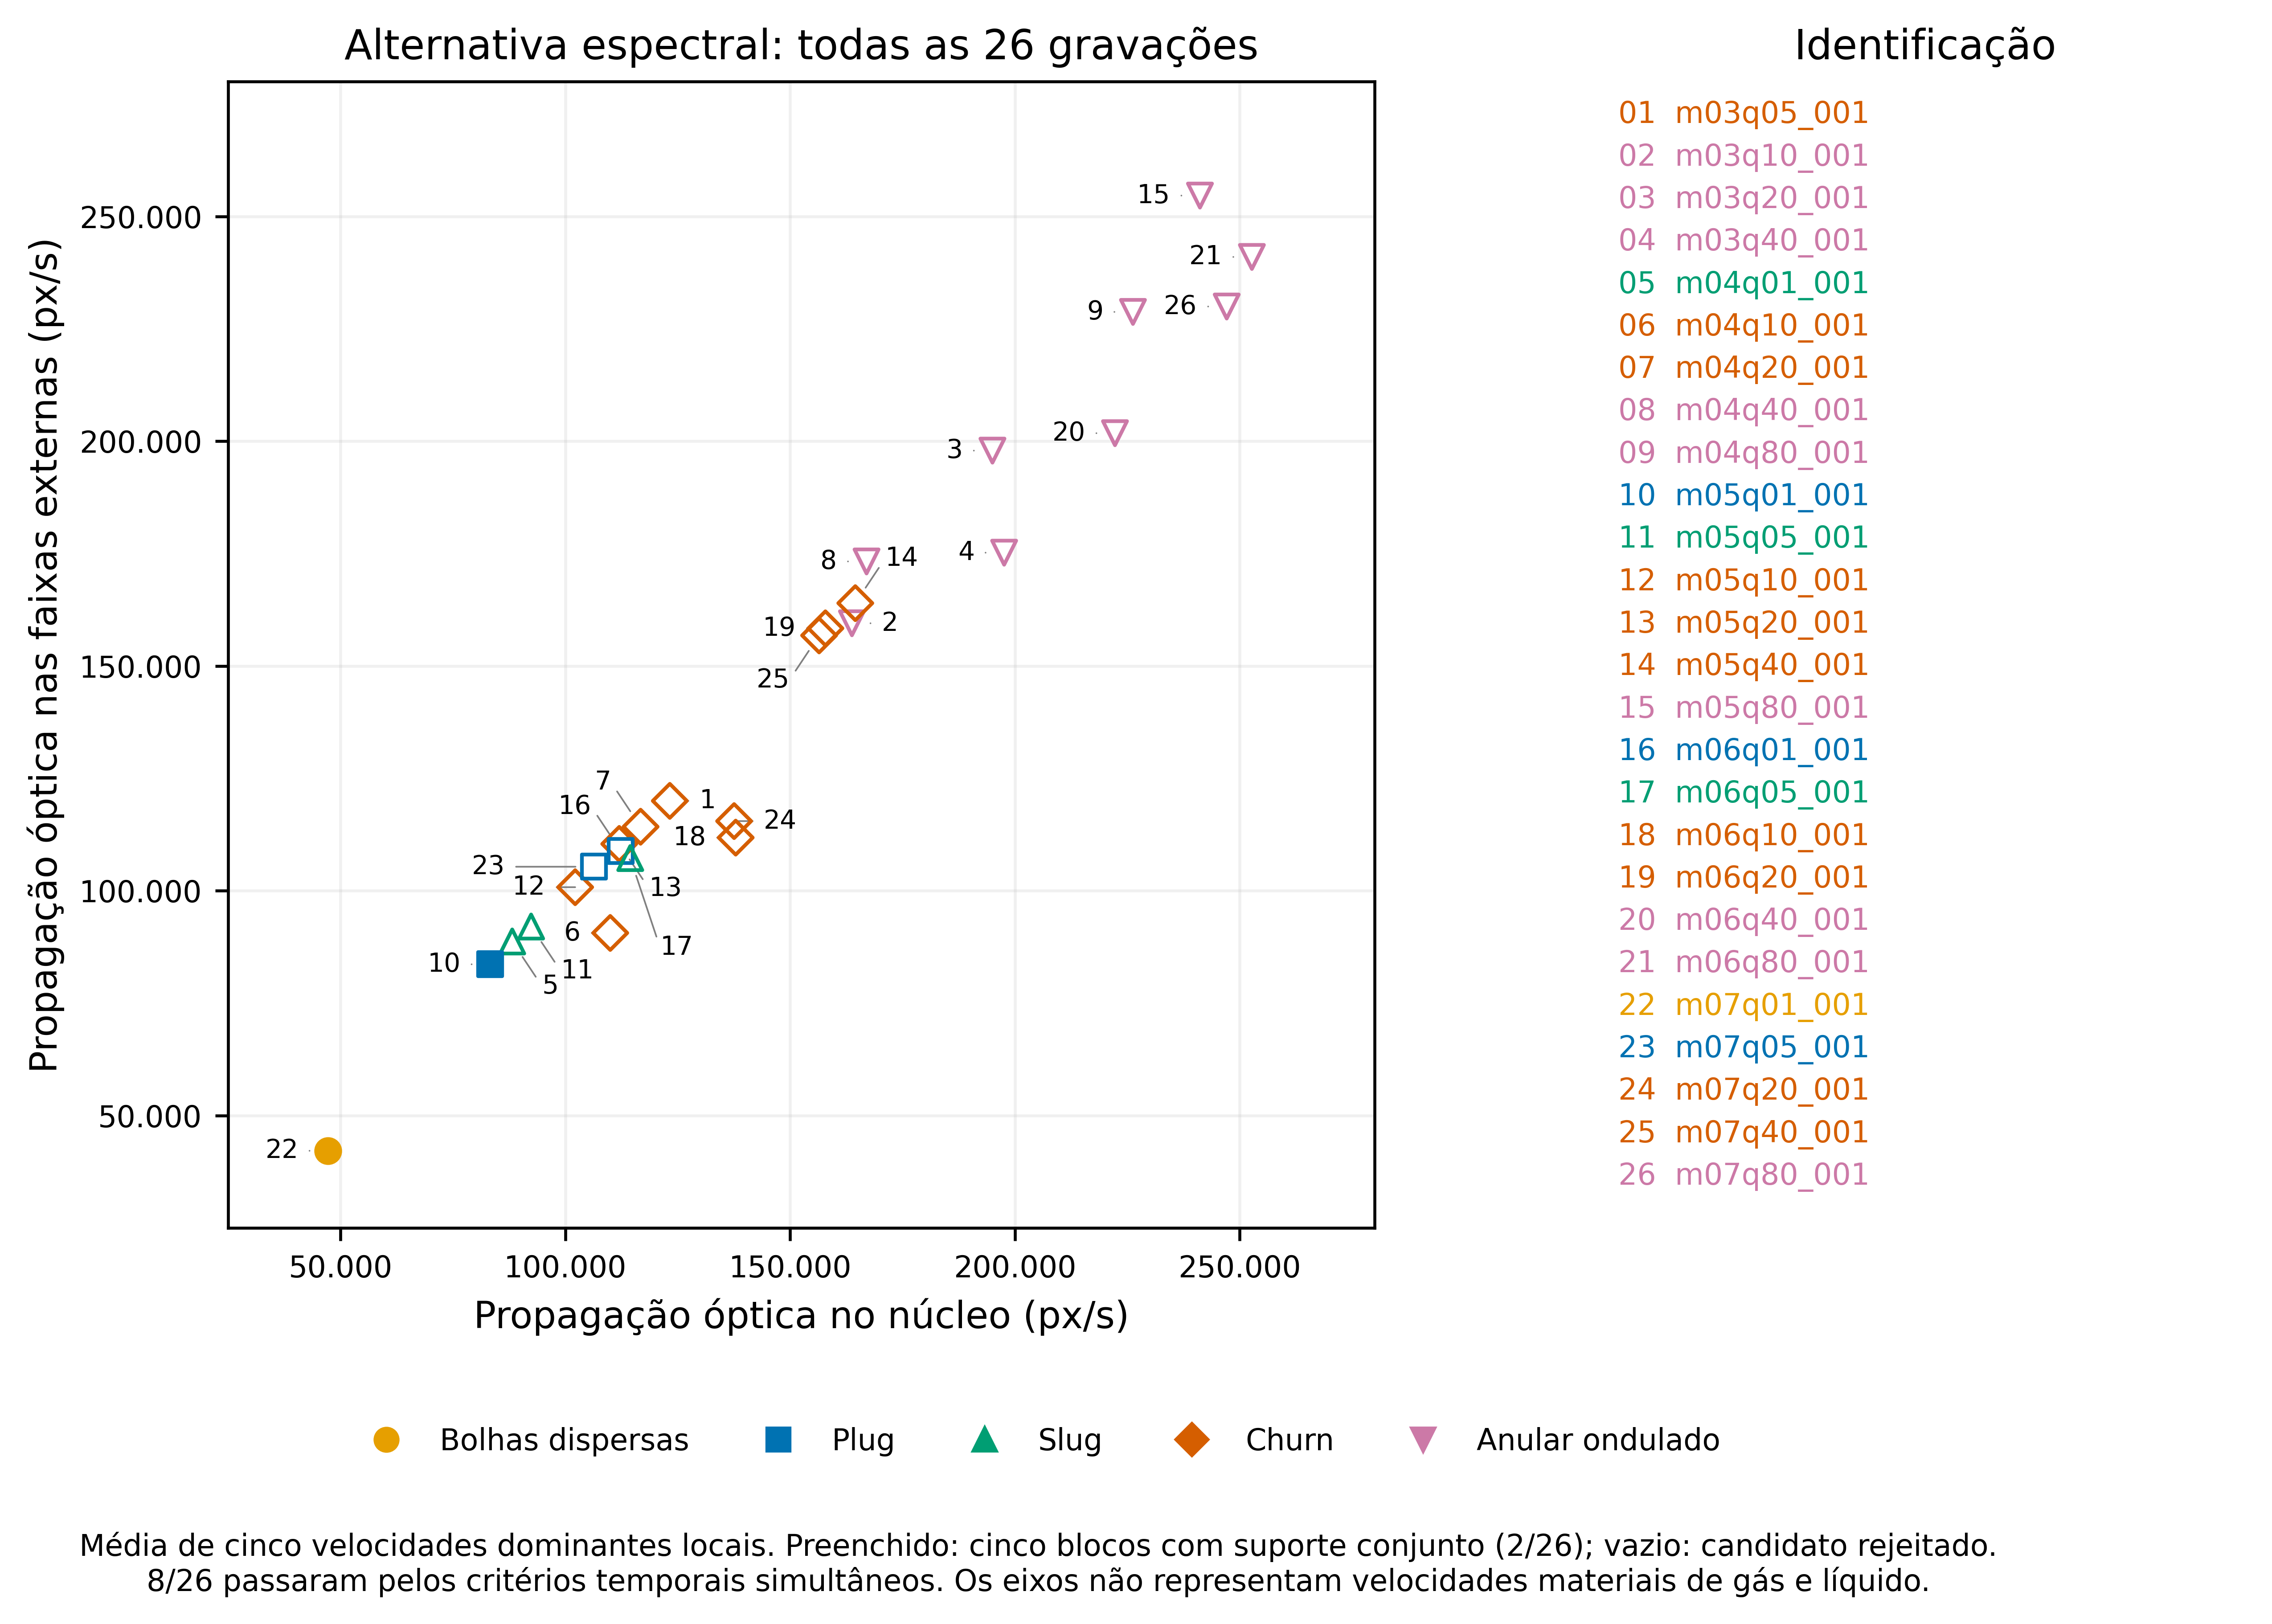 Alternativa espectral: todas as 26 gravações
Identificação
Propagação óptica nas faixas externas (px/s)
250.000
200.000
150.000
100.000
50.000
15
21
9
26
3
20
8
14
4
19
2
25
7
16
1
18
24
23
12
13
6
17
10
11
5
22
50.000
100.000
150.000
200.000
250.000
Propagação óptica no núcleo (px/s)
01 m03q05_001
02 m03q10_001
03 m03q20_001
04 m03q40_001
05 m04q01_001
06 m04q10_001
07 m04q20_001
08 m04q40_001
09 m04q80_001
10 m05q01_001
11 m05q05_001
12 m05q10_001
13 m05q20_001
14 m05q40_001
15 m05q80_001
16 m06q01_001
17 m06q05_001
18 m06q10_001
19 m06q20_001
20 m06q40_001
21 m06q80_001
22 m07q01_001
23 m07q05_001
24 m07q20_001
25 m07q40_001
26 m07q80_001
Bolhas dispersas
Plug
Slug
Churn
Anular ondulado
Média de cinco velocidades dominantes locais. Preenchido: cinco blocos com suporte conjunto (2/26); vazio: candidato rejeitado.
8/26 passaram pelos critérios temporais simultâneos. Os eixos não representam velocidades materiais de gás e líquido.